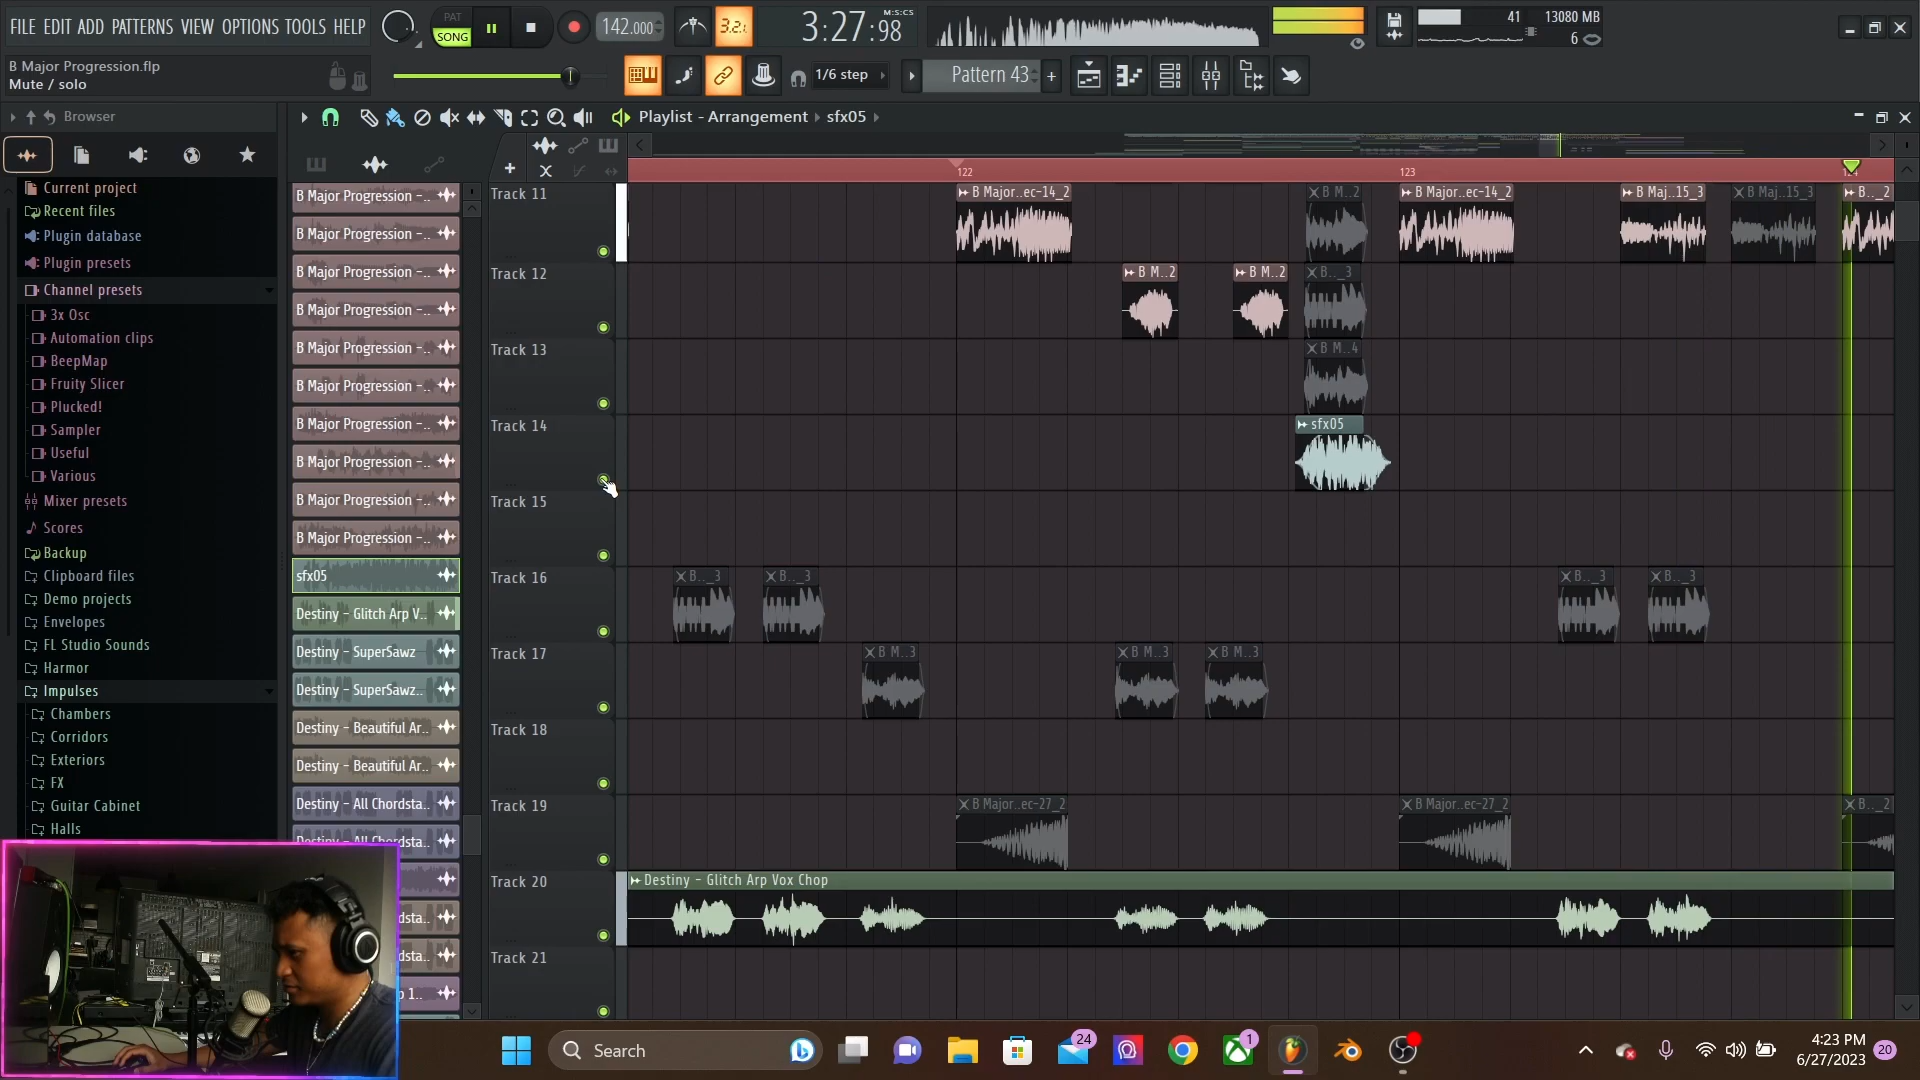 FILE EDIT ADD PATTERNS VIEW OPTIONS TOOLS HELP
PAT
SONG
142.000
3.2.1
3:27:98
M:S:CS
41
13080 MB
6
B Major Progression.flp
Mute / solo
1/6 step
Pattern 43
Browser
Playlist - Arrangement sfx05
122
123
Current project
Recent files
Plugin database
Plugin presets
Channel presets
3x Osc
Automation clips
BeepMap
Fruity Slicer
Plucked!
Sampler
Useful
Various
Mixer presets
Scores
Backup
Clipboard files
Demo projects
Envelopes
FL Studio Sounds
Harmor
Impulses
Chambers
Corridors
Exteriors
FX
Guitar Cabinet
Halls
B Major Progression -..
B Major Progression -..
B Major Progression -..
B Major Progression -..
B Major Progression -..
B Major Progression -..
B Major Progression -..
B Major Progression -..
B Major Progression -..
B Major Progression -..
sfx05
Destiny - Glitch Arp V..
Destiny - SuperSawz
Destiny - SuperSawz..
Destiny - Beautiful Ar..
Destiny - Beautiful Ar..
Destiny - All Chordsta..
Destiny - All Chordsta..
dsta..
dsta..
p 1..
Track 11
B Major..ec-14_2
B M..2
B Major..ec-14_2
B Maj..15_3
B Maj..15_3
B.._2
Track 12
B M..2
B M..2
B.._3
Track 13
B M..4
Track 14
sfx05
Track 15
Track 16
B.._3
B.._3
B.._3
B.._3
Track 17
B M..3
B M..3
B M..3
Track 18
Track 19
B Major..ec-27_2
B Major..ec-27_2
B.._2
Track 20
Destiny - Glitch Arp Vox Chop
Track 21
Search
24
1
4:23 PM
6/27/2023
20